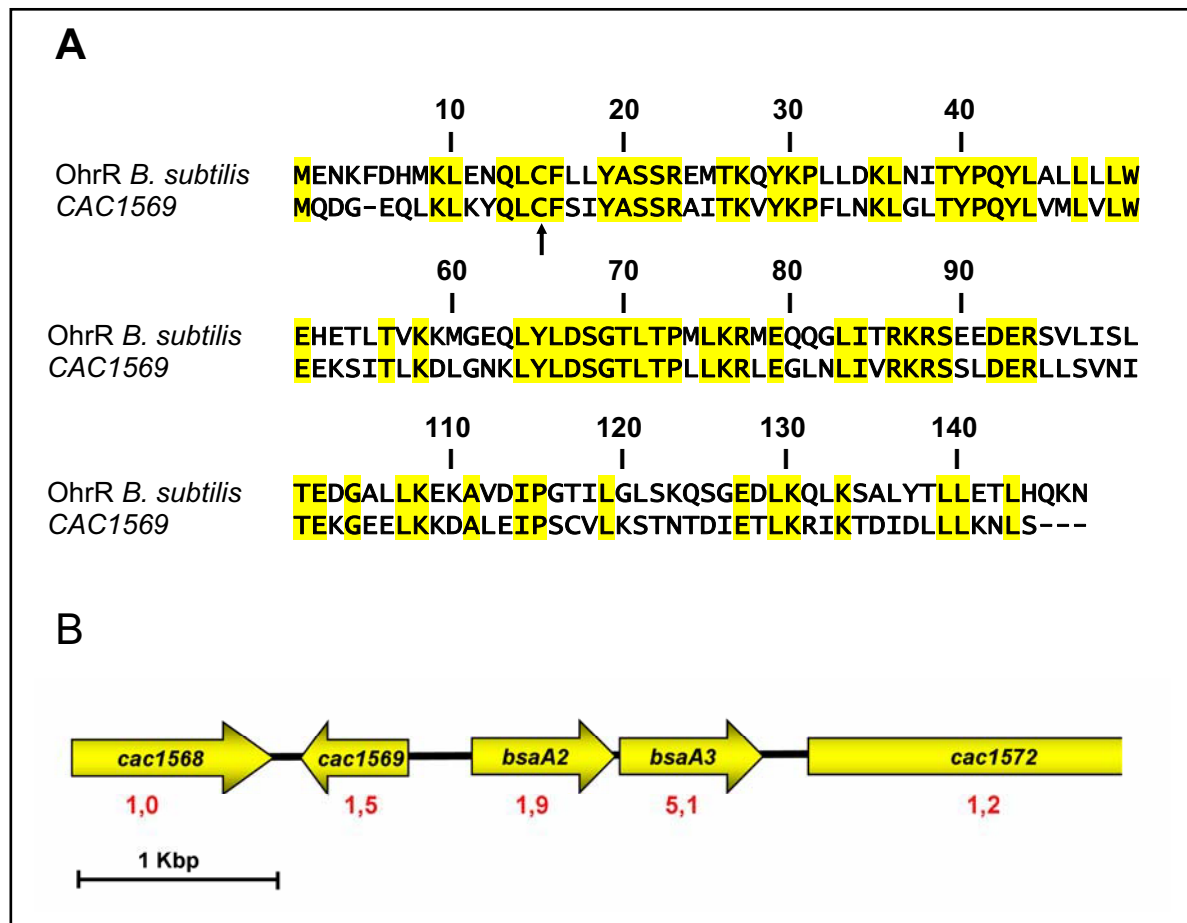 A
10 20 30 40
OhrR B. subtilis MENKFDHMKLENQLCFLLYASSREMTKQYKPLLDKLNITYPQYLALLLLW
CAC1569 MQDG-EQLKLKYQLCFSIYASSRAITKVYKPFLNKLGLTYPQYLVMLVLW
60 70 80 90
OhrR B. subtilis EHETLTVKKMGEQLYLDSGTLTPMLKRMEQQGLITRKRSEEDERSVLISL
CAC1569 EEKSITLKDLGNKLYLDSGTLTPLLKRLEGLNLIVRKRSSLDERLLSVNI
110 120 130 140
OhrR B. subtilis TEDGALLKEKAVDIPGTILGLSKQSGEDLKQLKSALYTLLETLHQKN
CAC1569 TEKGEELKKDALEIPSCVLKSTNTDIETLKRIKTDIDLLLKNLS---
B
cac1568 cac1569 bsaA2 bsaA3 cac1572
1,0 1,5 1,9 5,1 1,2
1 Kbp